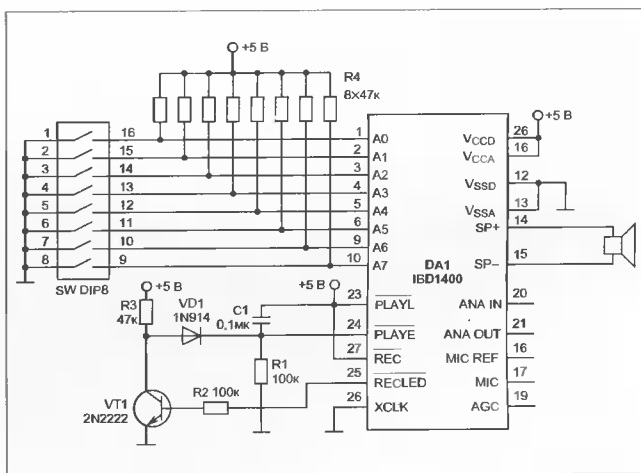 +5 В
R4
8×47к
1 16
2 15
3 14
4 13
5 12
6 11
7 10
8 9
SW DIP8
+5 В
R3
47к
VD1
1N914
C1
0,1мк
R1
100к
R2 100к
VT1
2N2222
+5 В
1 A0
2 A1
3 A2
4 A3
5 A4
6 A5
9 A6
10 A7
23 PLAYL
24 PLAYE
27 REC
25 RECLED
26 XCLK
DA1
IBD1400
+5 В
VCCD 26
VCCA 16
VSSD 12
VSSA 13
SP+ 14
SP− 15
ANA IN 20
ANA OUT 21
MIC REF 16
MIC 17
AGC 19